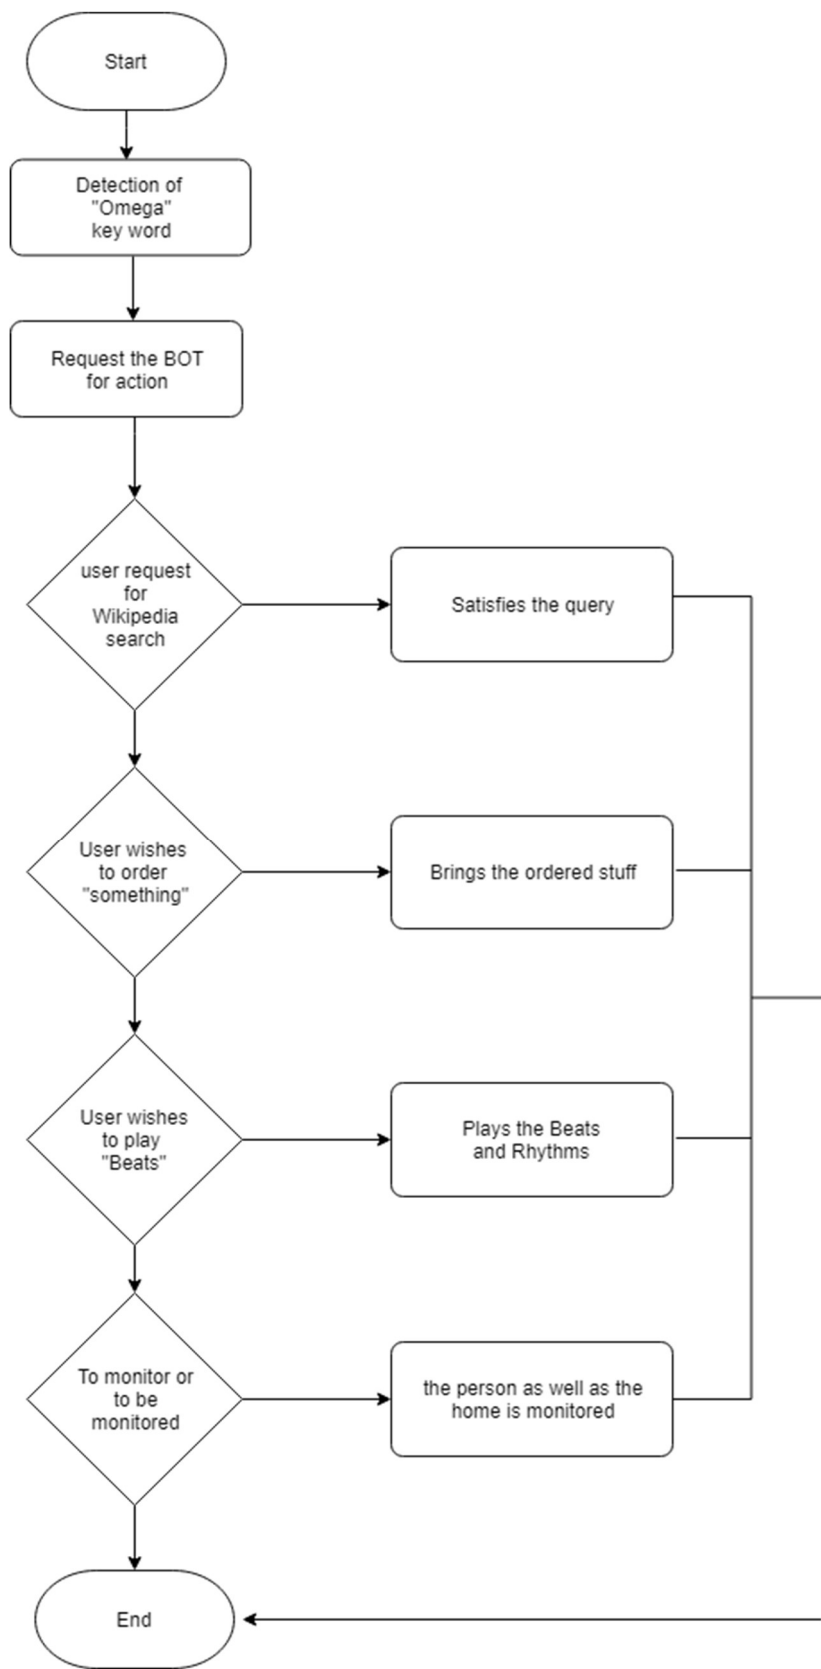 Start
Detection of
"Omega"
key word
Request the BOT
for action
user request
for
Wikipedia
search
Satisfies the query
User wishes
to order
"something"
Brings the ordered stuff
User wishes
to play
"Beats"
Plays the Beats
and Rhythms
To monitor or
to be
monitored
the person as well as the
home is monitored
End